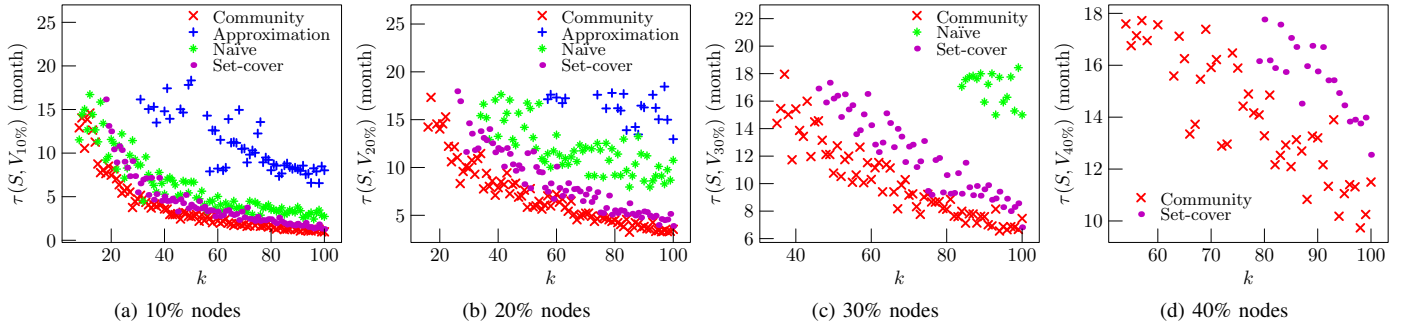 τ(S, V10%) (month)
25
20
15
10
5
0
20 40 60 80 100
k
Community
Approximation
Naïve
Set-cover
(a) 10% nodes
τ(S, V20%) (month)
25
20
15
10
5
20 40 60 80 100
k
Community
Approximation
Naïve
Set-cover
(b) 20% nodes
τ(S, V30%) (month)
22
20
18
16
14
12
10
8
6
40 60 80 100
k
Community
Naïve
Set-cover
(c) 30% nodes
τ(S, V40%) (month)
18
16
14
12
10
60 70 80 90 100
k
Community
Set-cover
(d) 40% nodes